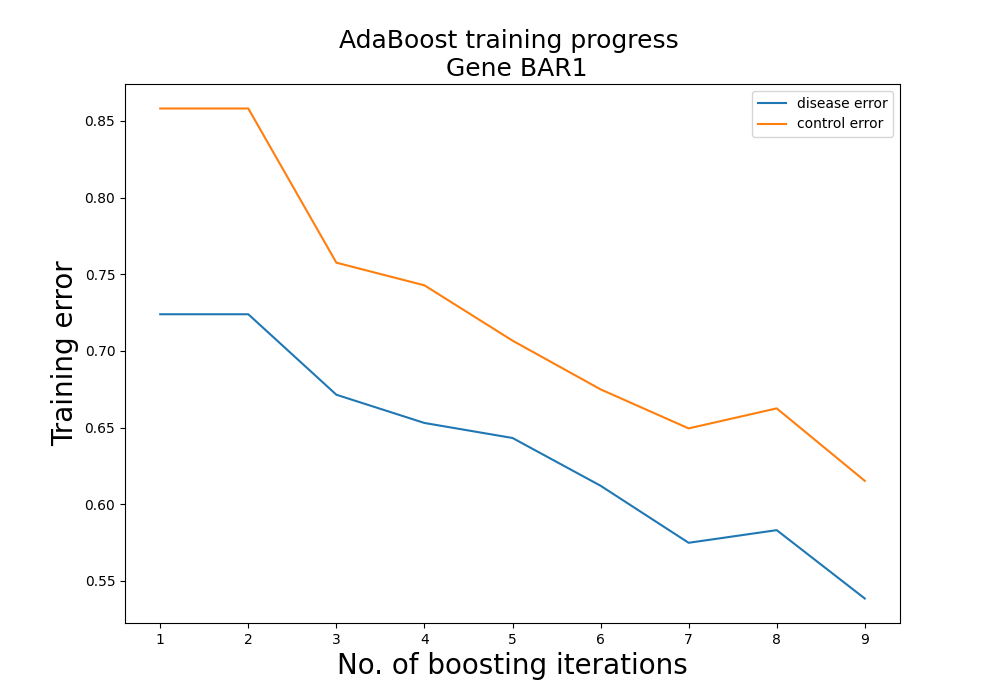 AdaBoost training progress
Gene BAR1
disease error
control error
Training error
0.85
0.80
0.75
0.70
0.65
0.60
0.55
1 2 3 4 5 6 7 8 9
No. of boosting iterations